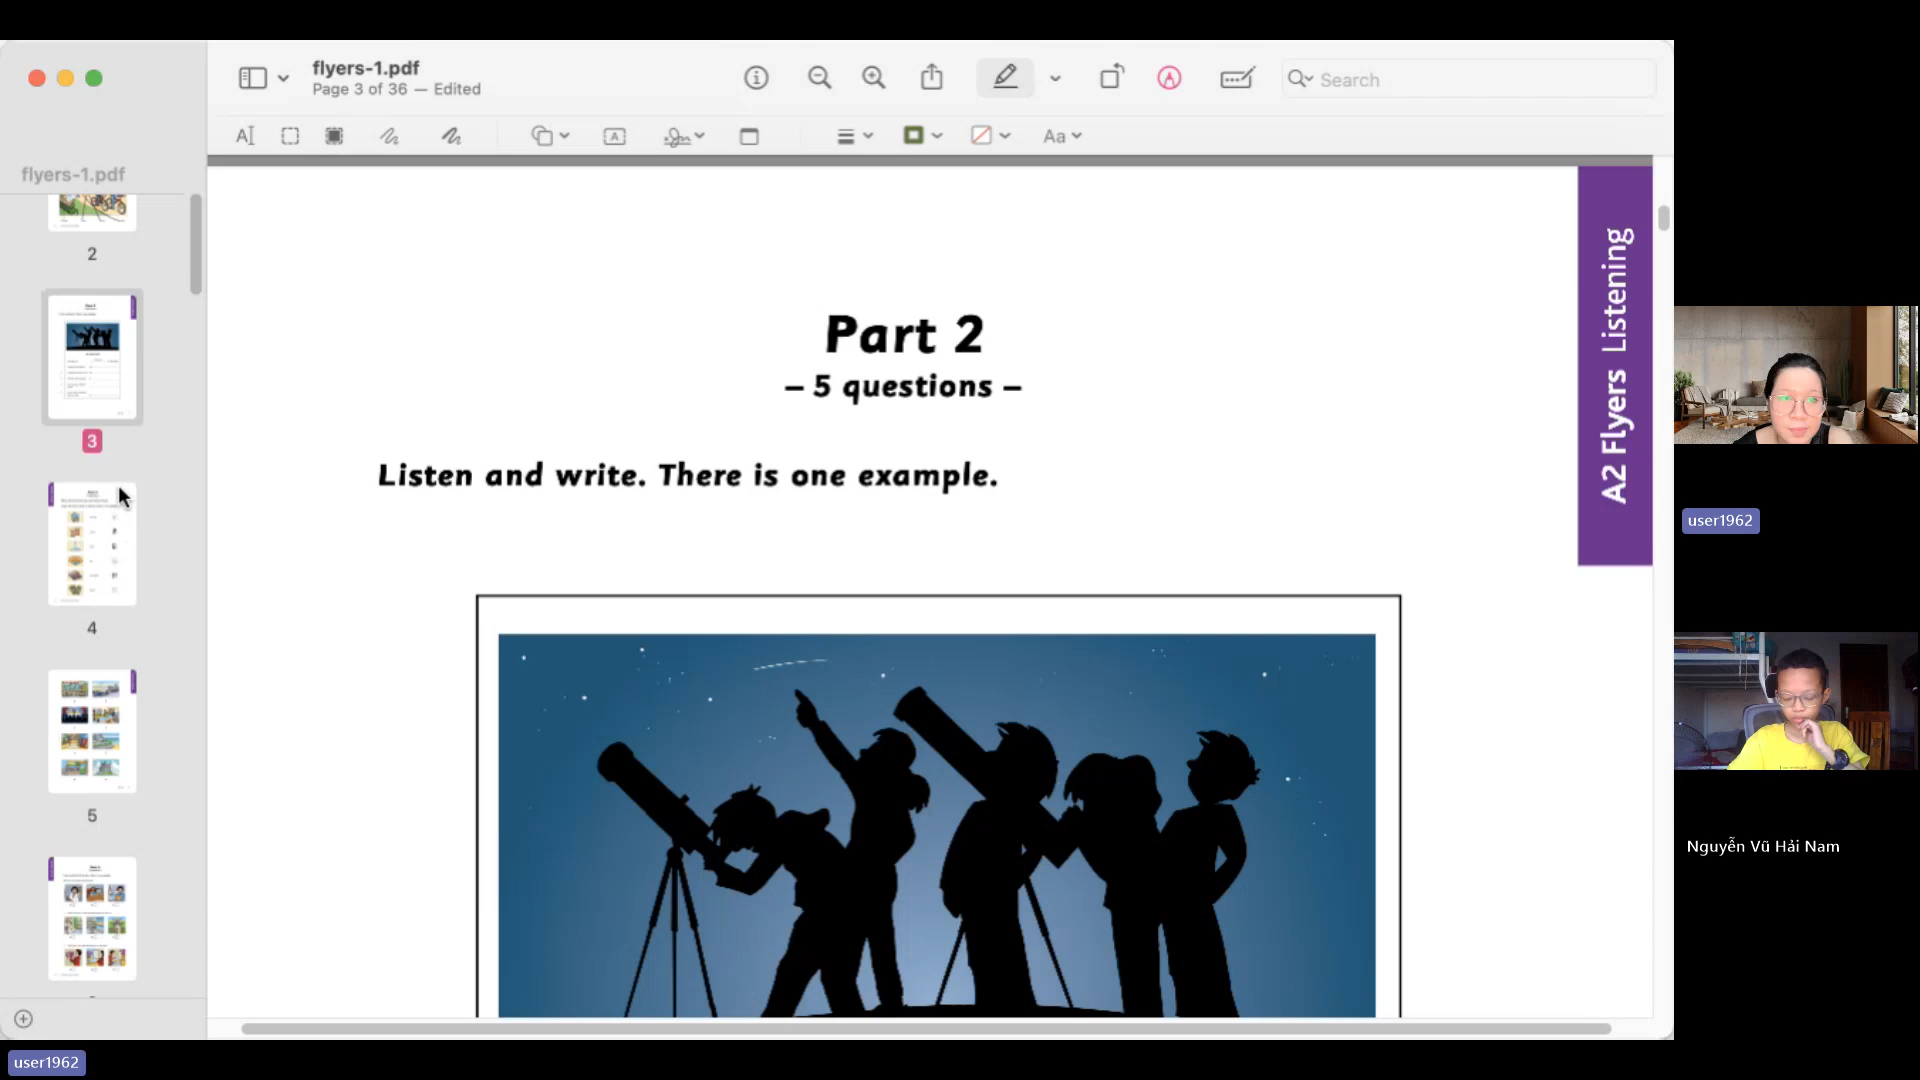 flyers-1.pdf
Page 3 of 36 — Edited
Search
flyers-1.pdf
2
3
4
5
Part 2
– 5 questions –
Listen and write. There is one example.
A2 Flyers Listening
user1962
Nguyễn Vũ Hải Nam
user1962